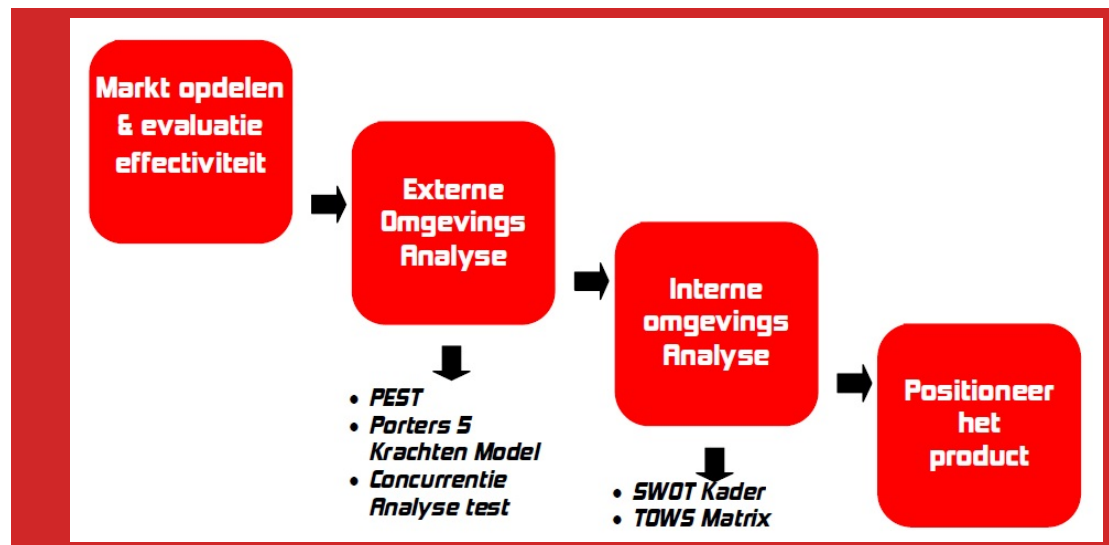 Markt opdelen
& evaluatie
effectiviteit
Externe
Omgevings
Analyse
• PEST
• Porters 5
Krachten Model
• Concurrentie
Analyse test
Interne
omgevings
Analyse
• SWOT Kader
• TOWS Matrix
Positioneer
het
product